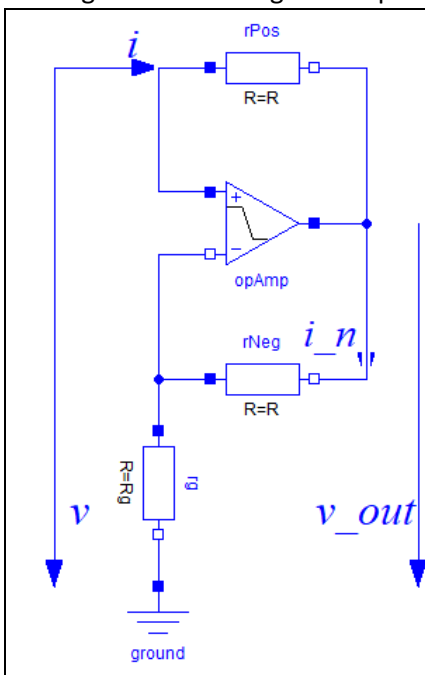 i
rPos
R=R
+
−
opAmp
rNeg
i_n
R=R
R=Rg
rg
v
v_out
ground